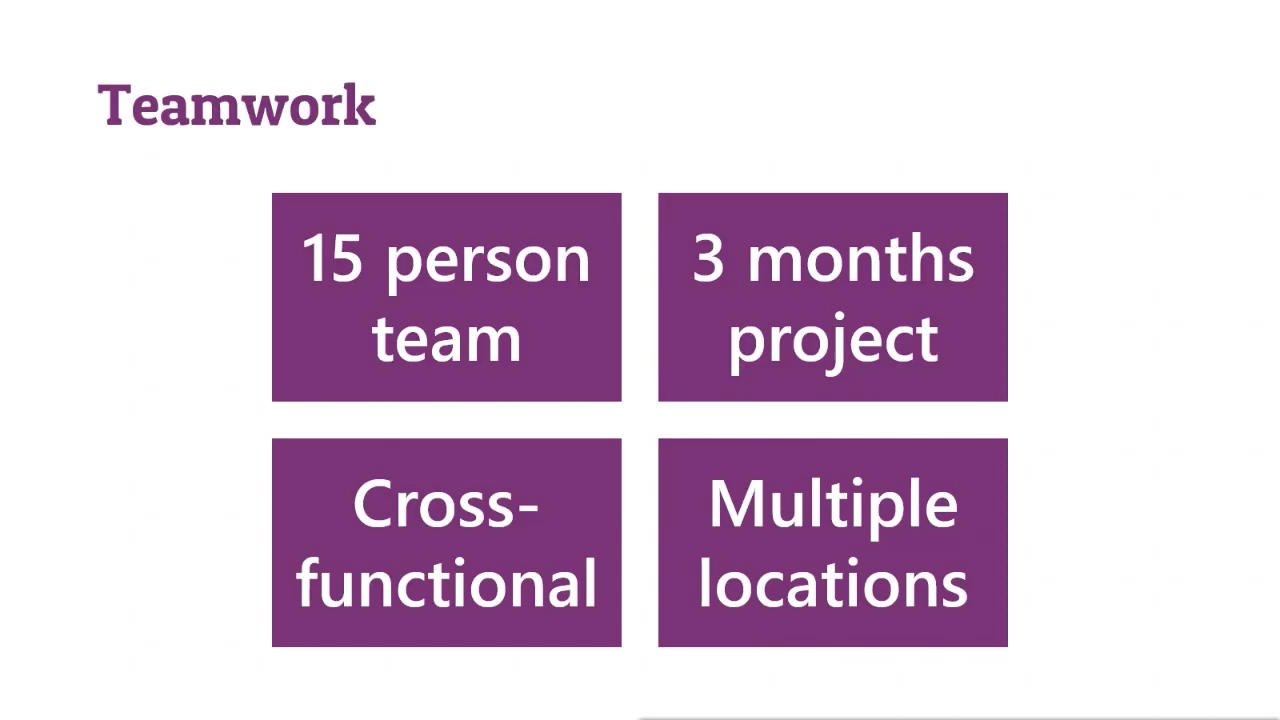 Teamwork
15 person
team
3 months
project
Cross-
functional
Multiple
locations